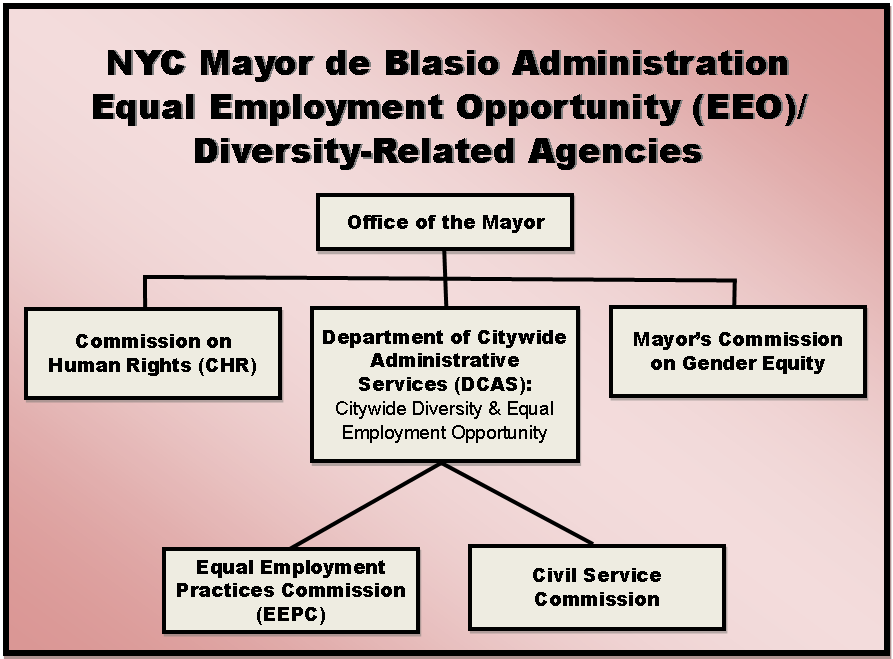 NYC Mayor de Blasio Administration
Equal Employment Opportunity (EEO)/
Diversity-Related Agencies
Office of the Mayor
Commission on
Human Rights (CHR)
Department of Citywide
Administrative
Services (DCAS):
Citywide Diversity & Equal
Employment Opportunity
Mayor’s Commission
on Gender Equity
Equal Employment
Practices Commission
(EEPC)
Civil Service
Commission